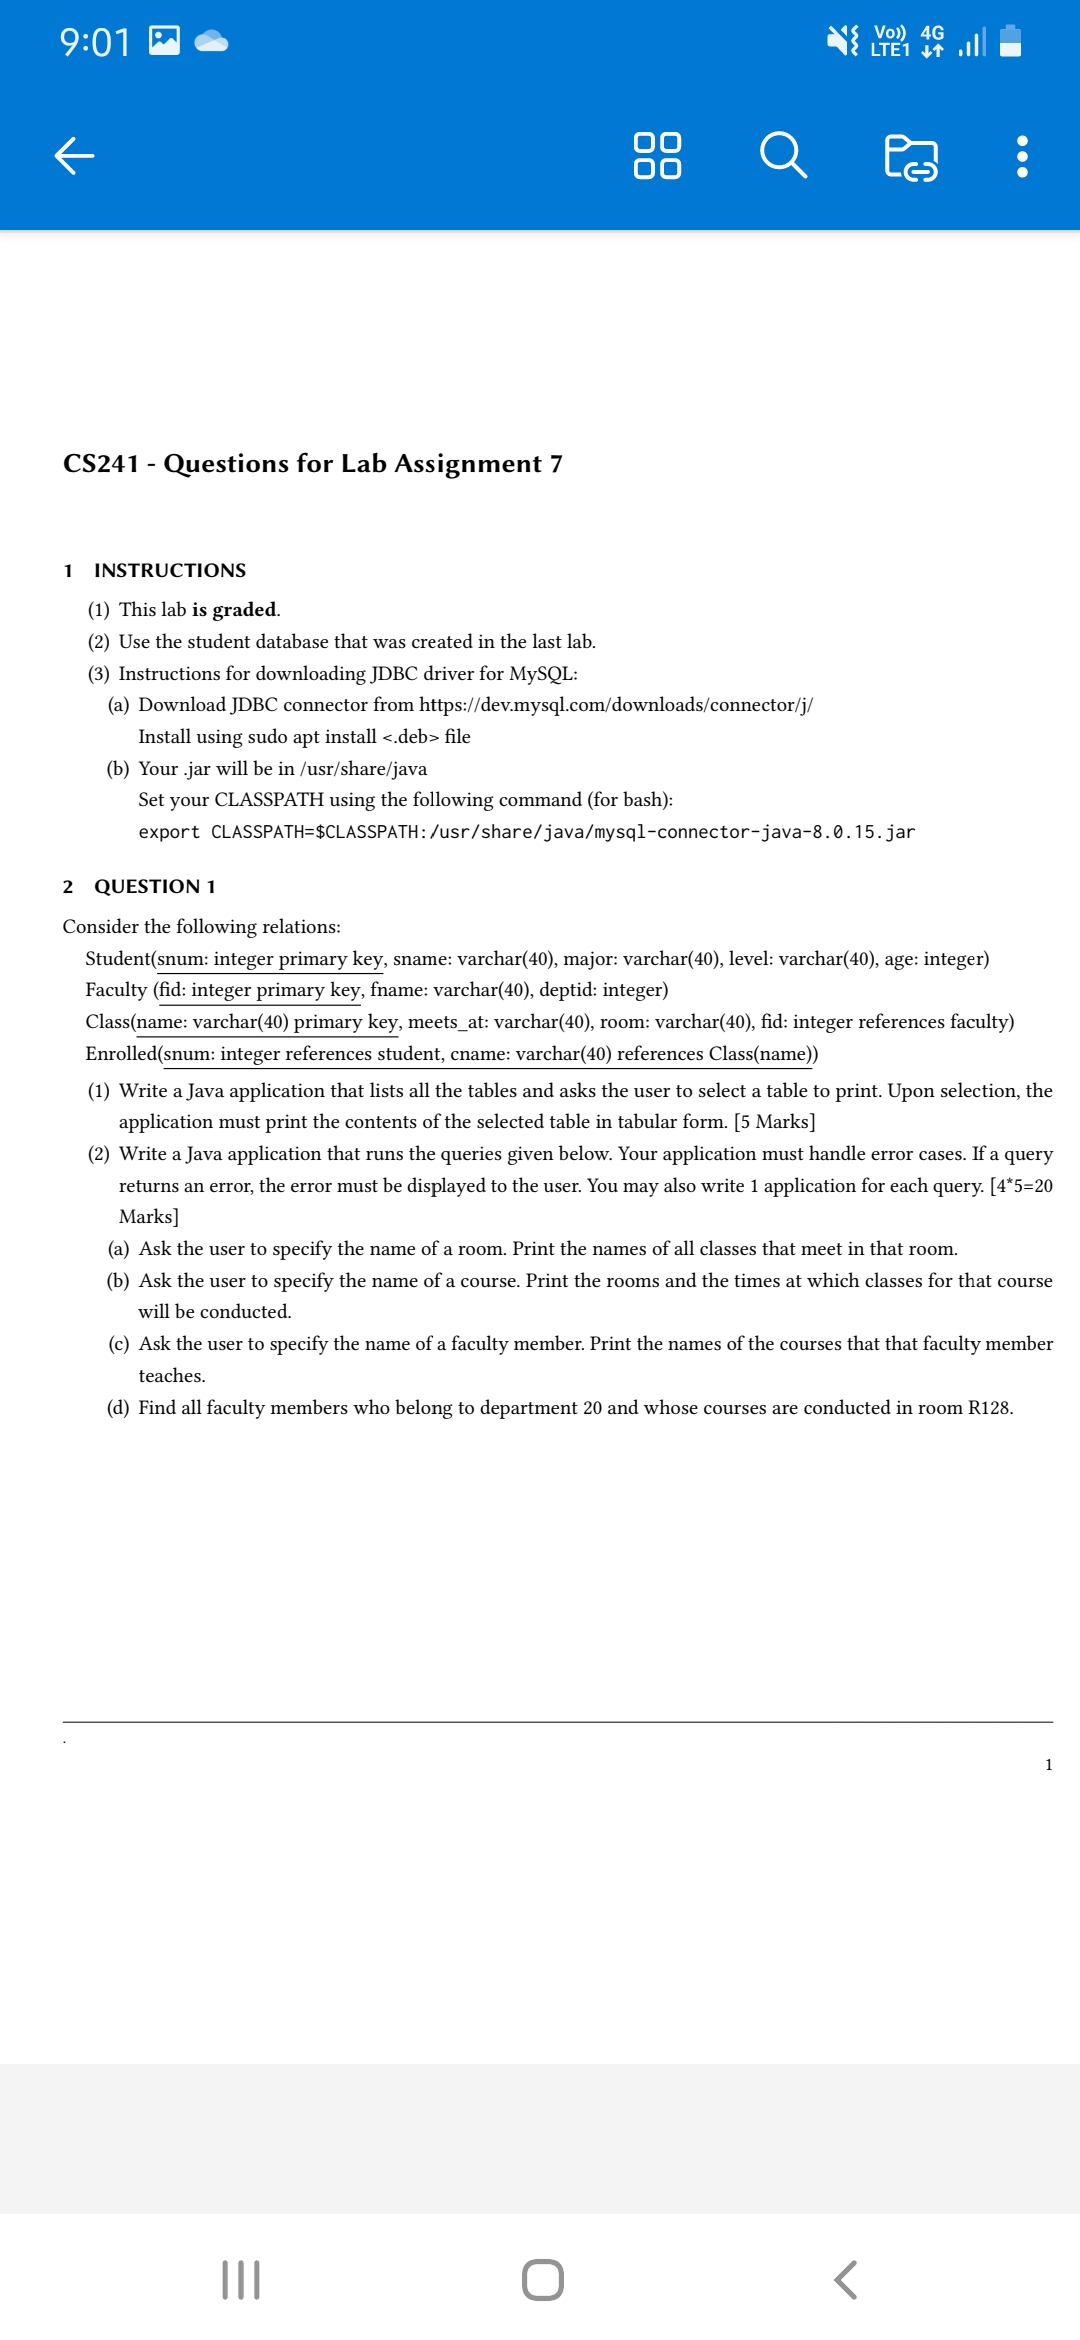 9:01
Vo)) 4G
LTE1
CS241 - Questions for Lab Assignment 7
1 INSTRUCTIONS
(1) This lab is graded.
(2) Use the student database that was created in the last lab.
(3) Instructions for downloading JDBC driver for MySQL:
(a) Download JDBC connector from https://dev.mysql.com/downloads/connector/j/
Install using sudo apt install <.deb> file
(b) Your .jar will be in /usr/share/java
Set your CLASSPATH using the following command (for bash):
export CLASSPATH=$CLASSPATH:/usr/share/java/mysql-connector-java-8.0.15.jar
2 QUESTION 1
Consider the following relations:
Student(snum: integer primary key, sname: varchar(40), major: varchar(40), level: varchar(40), age: integer)
Faculty (fid: integer primary key, fname: varchar(40), deptid: integer)
Class(name: varchar(40) primary key, meets_at: varchar(40), room: varchar(40), fid: integer references faculty)
Enrolled(snum: integer references student, cname: varchar(40) references Class(name))
(1) Write a Java application that lists all the tables and asks the user to select a table to print. Upon selection, the
application must print the contents of the selected table in tabular form. [5 Marks]
(2) Write a Java application that runs the queries given below. Your application must handle error cases. If a query
returns an error, the error must be displayed to the user. You may also write 1 application for each query. [4*5=20
Marks]
(a) Ask the user to specify the name of a room. Print the names of all classes that meet in that room.
(b) Ask the user to specify the name of a course. Print the rooms and the times at which classes for that course
will be conducted.
(c) Ask the user to specify the name of a faculty member. Print the names of the courses that that faculty member
teaches.
(d) Find all faculty members who belong to department 20 and whose courses are conducted in room R128.
.
1